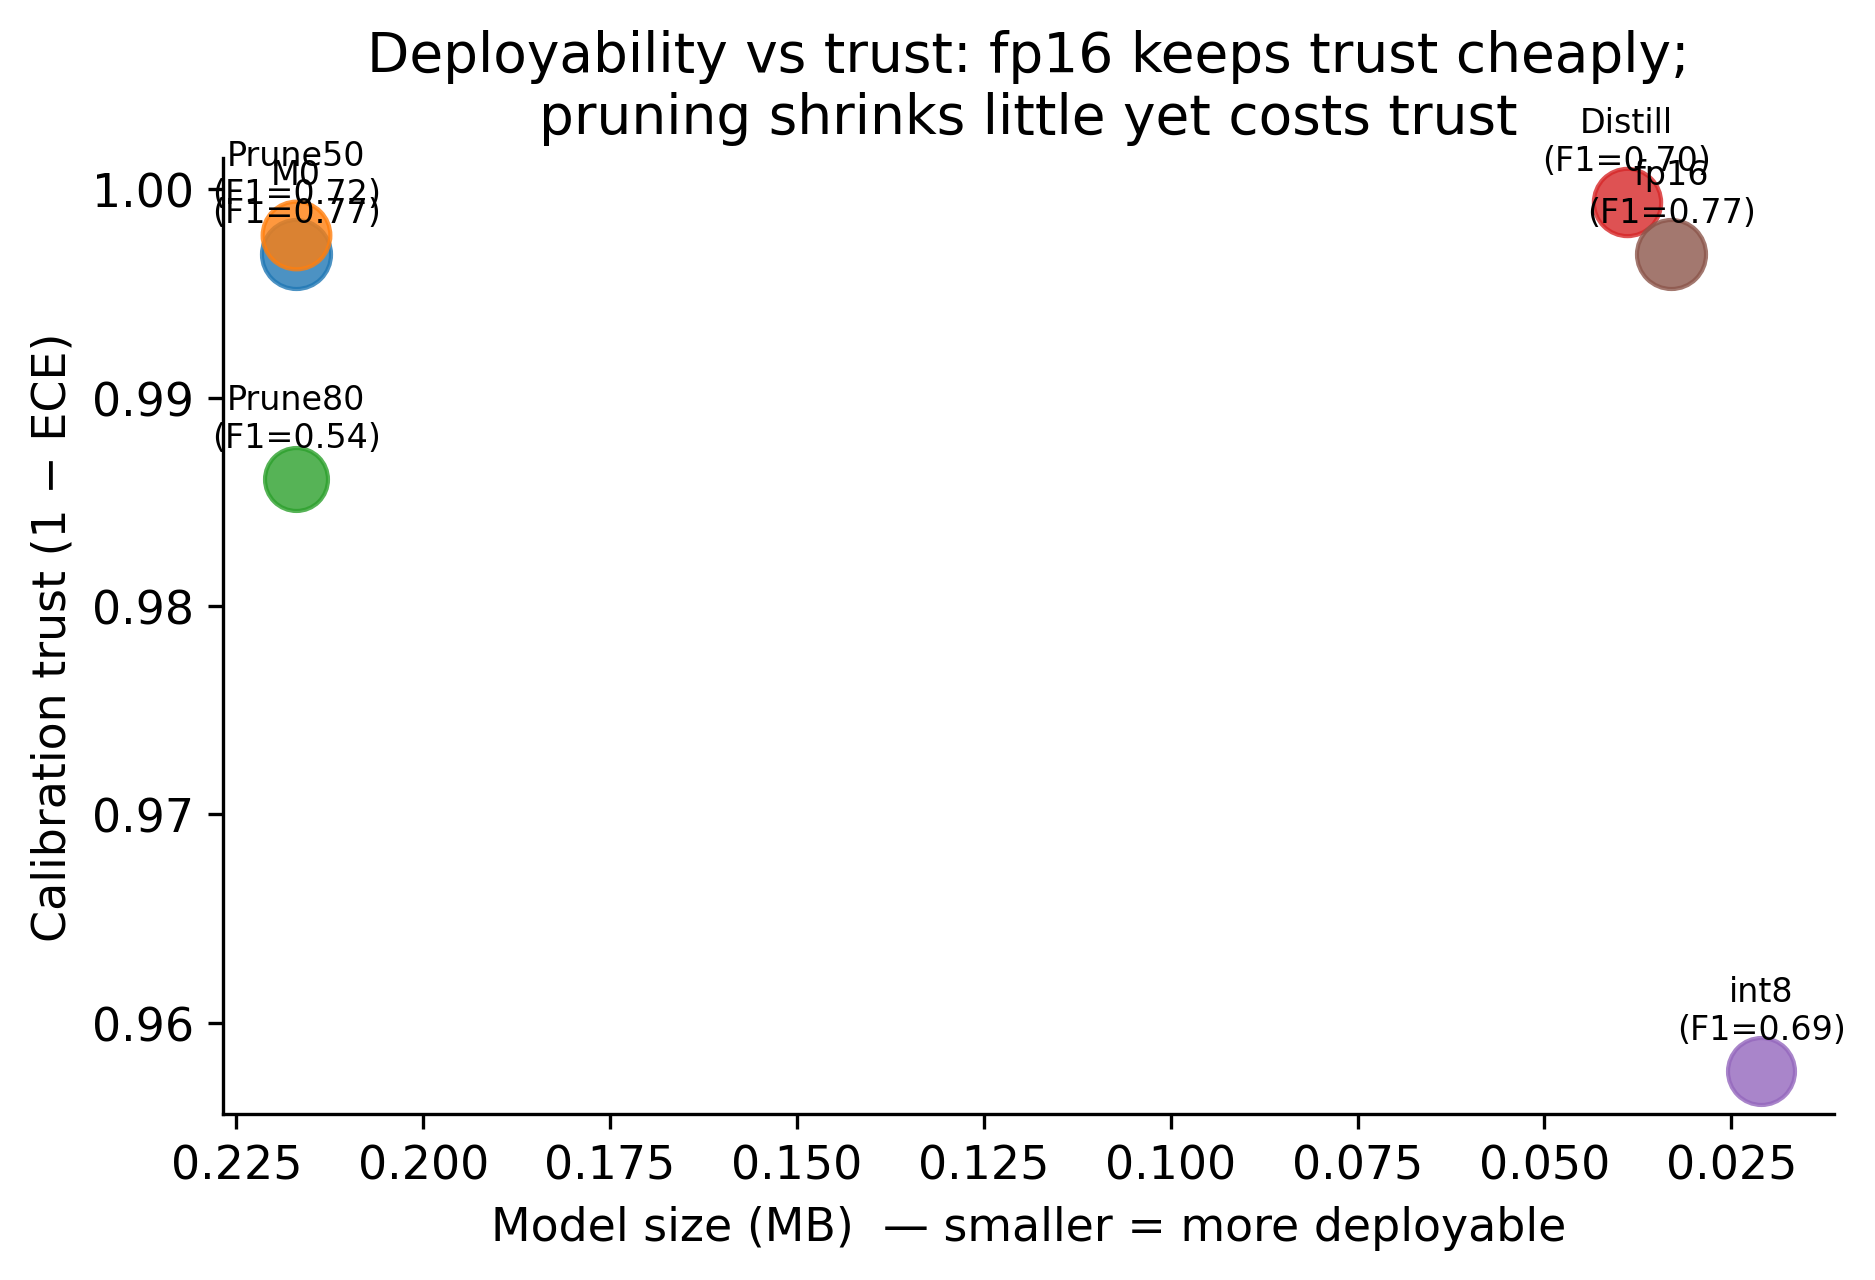 Deployability vs trust: fp16 keeps trust cheaply;
pruning shrinks little yet costs trust
Prune50
(F1=0.72)
M0
(F1=0.77)
Distill
(F1=0.70)
fp16
(F1=0.77)
Prune80
(F1=0.54)
int8
(F1=0.69)
Calibration trust (1 − ECE)
1.00
0.99
0.98
0.97
0.96
0.225 0.200 0.175 0.150 0.125 0.100 0.075 0.050 0.025
Model size (MB) — smaller = more deployable